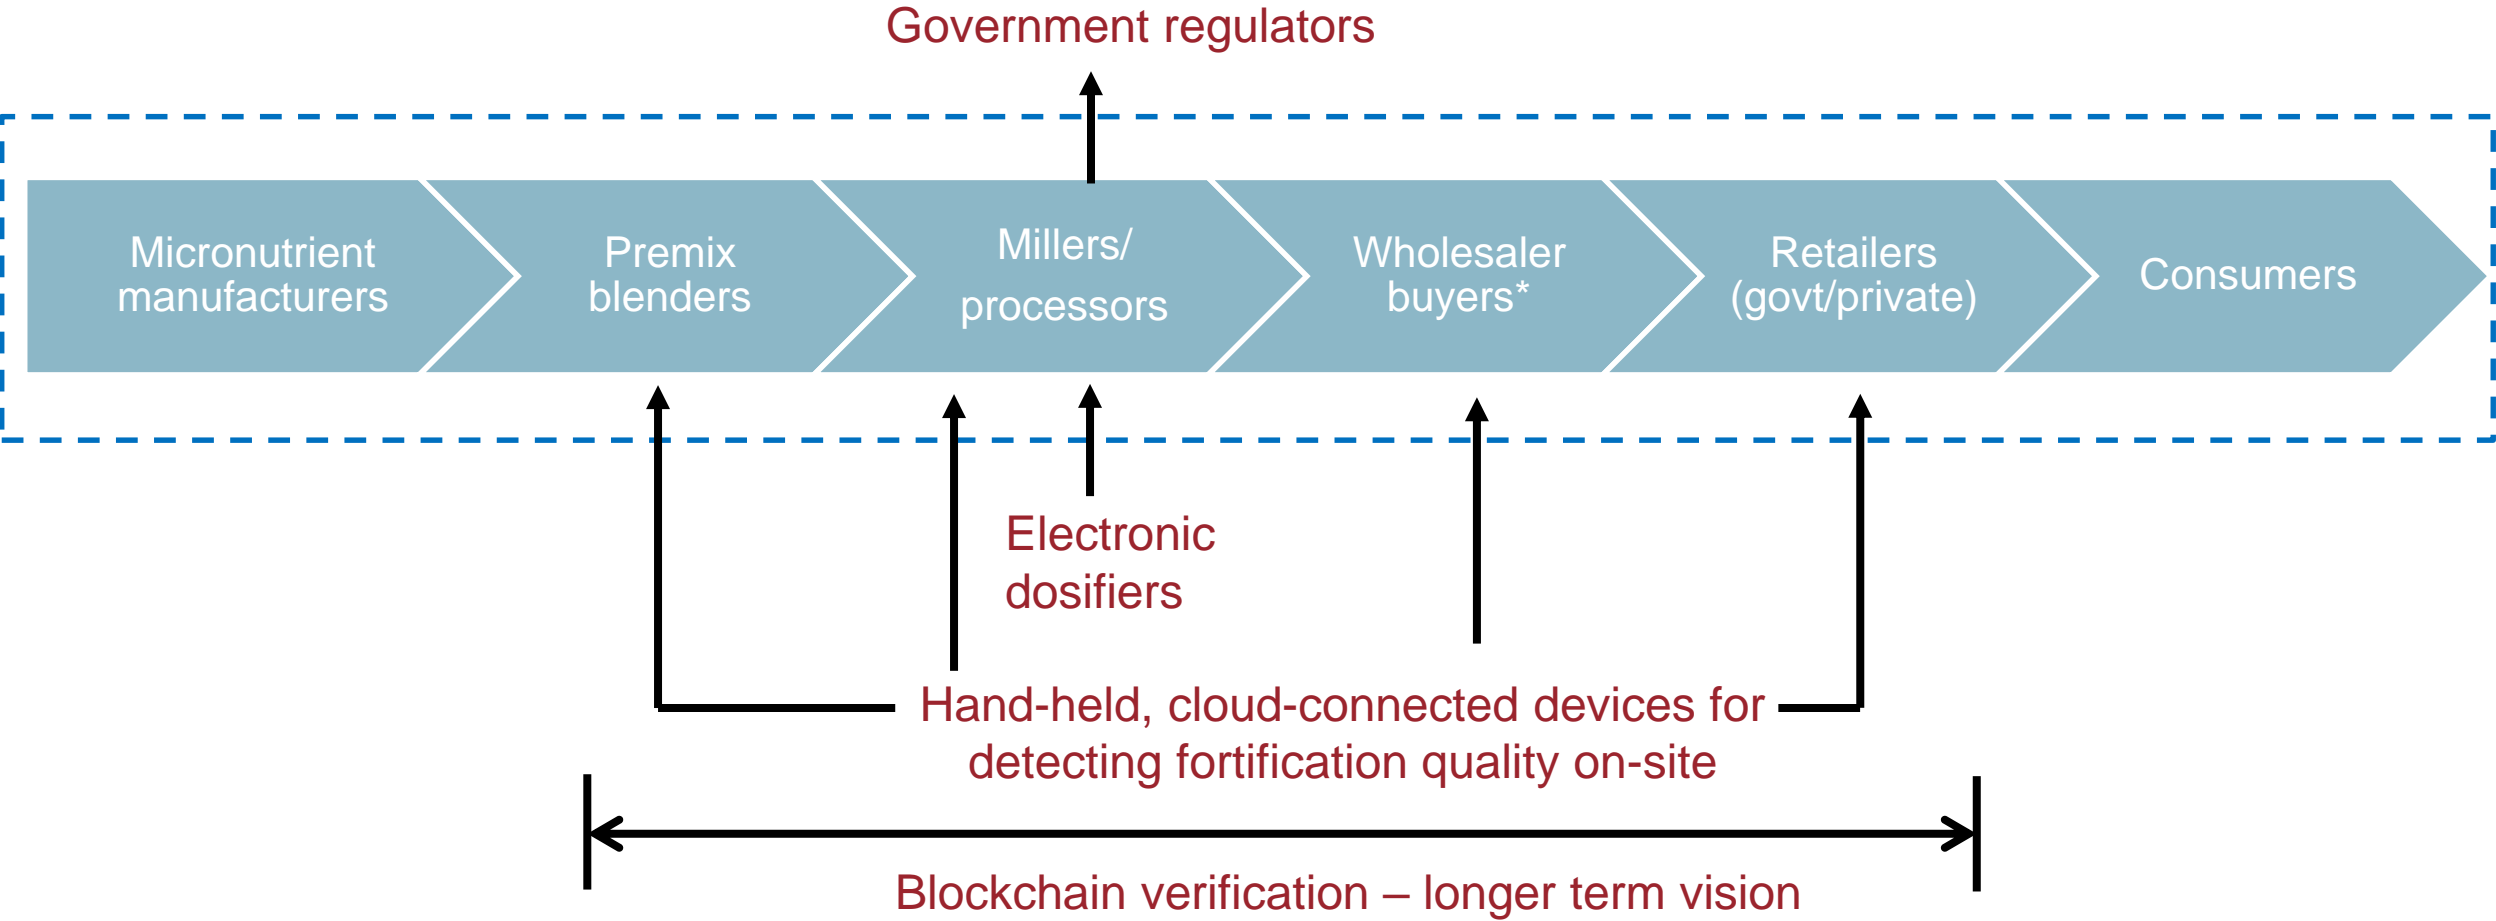 Government regulators
Micronutrient
manufacturers
Premix
blenders
Millers/
processors
Wholesaler
buyers*
Retailers
(govt/private)
Consumers
Electronic
dosifiers
Hand-held, cloud-connected devices for
detecting fortification quality on-site
Blockchain verification – longer term vision